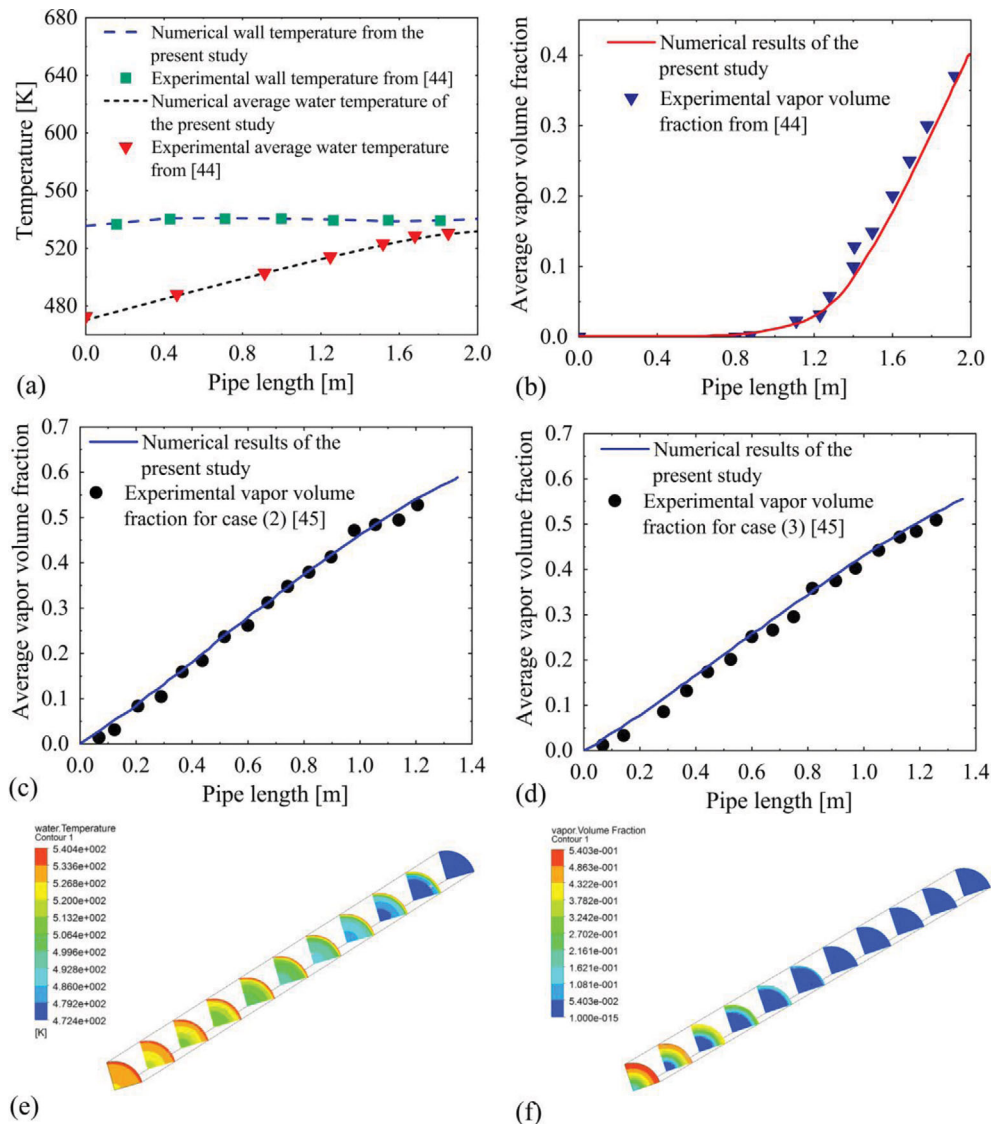 680
640
600
560
520
480
Temperature [K]
Numerical wall temperature from the
present study
Experimental wall temperature from [44]
Numerical average water temperature of
the present study
Experimental average water temperature
from [44]
0.0 0.4 0.8 1.2 1.6 2.0
Pipe length [m]
(a)
0.4
0.3
0.2
0.1
0.0
Average vapor volume fraction
Numerical results of the
present study
Experimental vapor volume
fraction from [44]
0.0 0.4 0.8 1.2 1.6 2.0
Pipe length [m]
(b)
0.7
0.6
0.5
0.4
0.3
0.2
0.1
0.0
Average vapor volume fraction
Numerical results of the
present study
Experimental vapor volume
fraction for case (2) [45]
0.0 0.2 0.4 0.6 0.8 1.0 1.2 1.4
Pipe length [m]
(c)
0.7
0.6
0.5
0.4
0.3
0.2
0.1
0.0
Average vapor volume fraction
Numerical results of the
present study
Experimental vapor volume
fraction for case (3) [45]
0.0 0.2 0.4 0.6 0.8 1.0 1.2 1.4
Pipe length [m]
(d)
water.Temperature
Contour 1
5.404e+002
5.336e+002
5.268e+002
5.200e+002
5.132e+002
5.064e+002
4.996e+002
4.928e+002
4.860e+002
4.792e+002
4.724e+002
[K]
(e)
vapor.Volume Fraction
Contour 1
5.403e-001
4.863e-001
4.322e-001
3.782e-001
3.242e-001
2.702e-001
2.161e-001
1.621e-001
1.081e-001
5.403e-002
1.000e-015
(f)